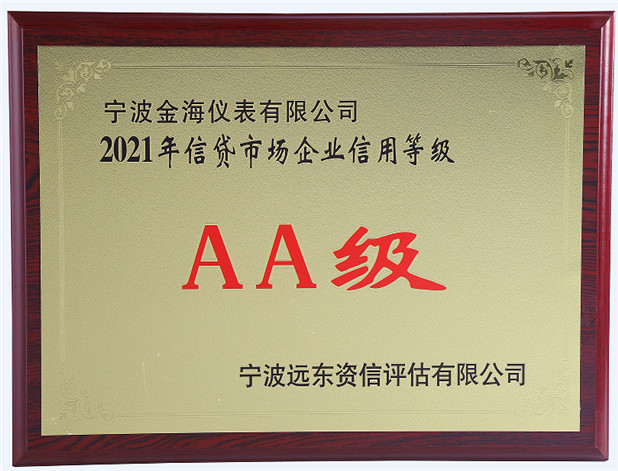 宁波金海仪表有限公司
2021年信贷市场企业信用等级
AA级
宁波远东资信评估有限公司